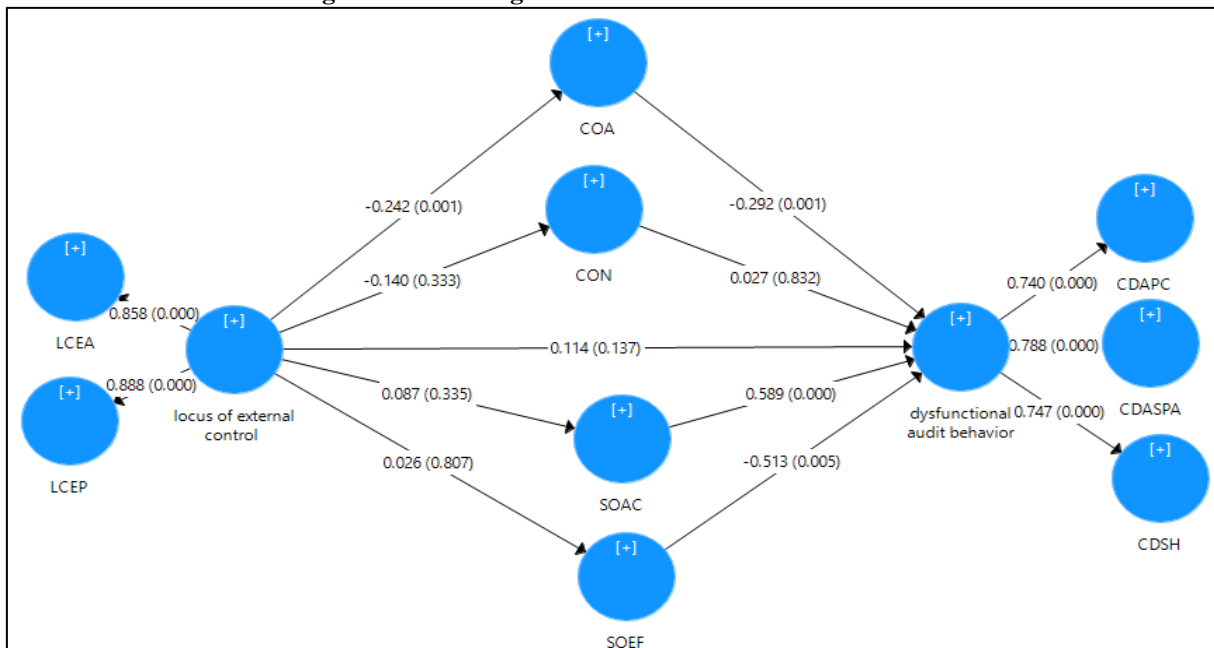 [+]
COA
-0.242 (0.001)
-0.292 (0.001)
[+]
CON
-0.140 (0.333)
0.027 (0.832)
[+]
LCEA
0.858 (0.000)
[+]
locus of external
control
0.888 (0.000)
[+]
LCEP
0.114 (0.137)
0.087 (0.335)
[+]
SOAC
0.589 (0.000)
0.026 (0.807)
[+]
SOEF
-0.513 (0.005)
[+]
dysfunctional
audit behavior
0.740 (0.000)
[+]
CDAPC
0.788 (0.000)
[+]
CDASPA
0.747 (0.000)
[+]
CDSH